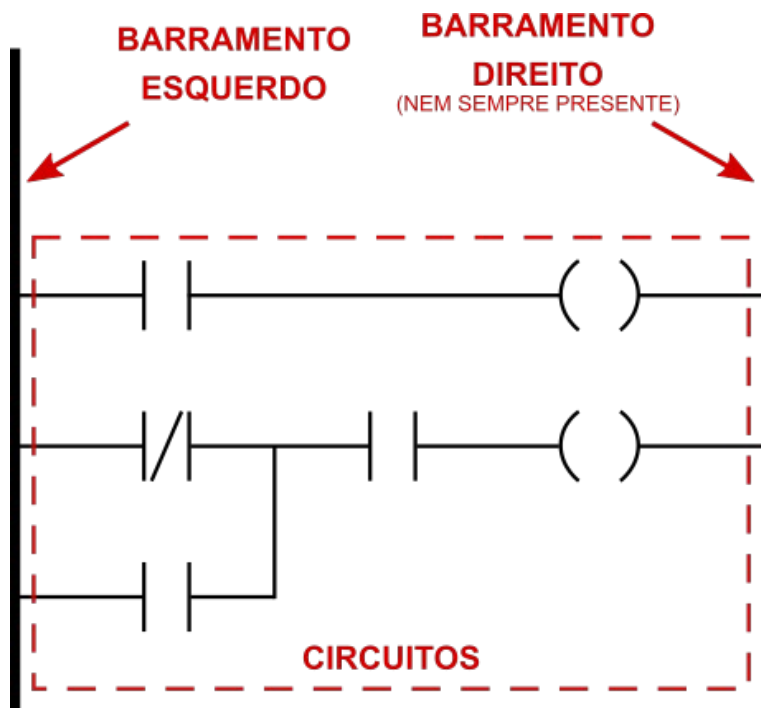 BARRAMENTO
ESQUERDO
BARRAMENTO
DIREITO
(NEM SEMPRE PRESENTE)
CIRCUITOS